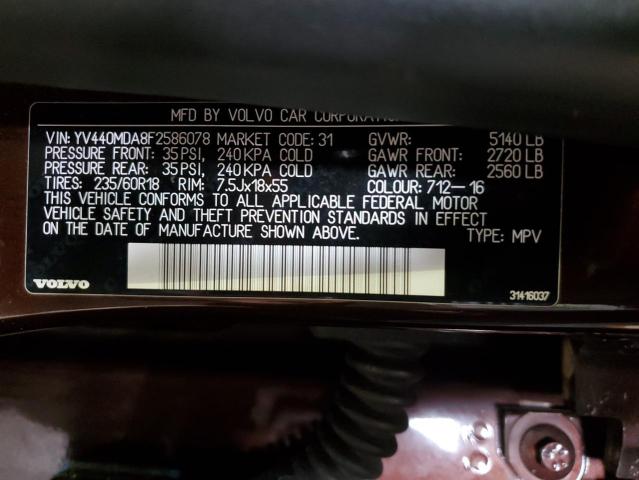 MFD BY VOLVO CAR CORPORATION
VIN: YV440MDA8F2586078 MARKET CODE: 31 GVWR: 5140 LB
PRESSURE FRONT: 35 PSI, 240 KPA COLD GAWR FRONT: 2720 LB
PRESSURE REAR: 35 PSI, 240 KPA COLD GAWR REAR: 2560 LB
TIRES: 235/60R18 RIM: 7.5Jx18x55 COLOUR: 712-16
THIS VEHICLE CONFORMS TO ALL APPLICABLE FEDERAL MOTOR
VEHICLE SAFETY AND THEFT PREVENTION STANDARDS IN EFFECT
ON THE DATE OF MANUFACTURE SHOWN ABOVE. TYPE: MPV
VOLVO 31416037